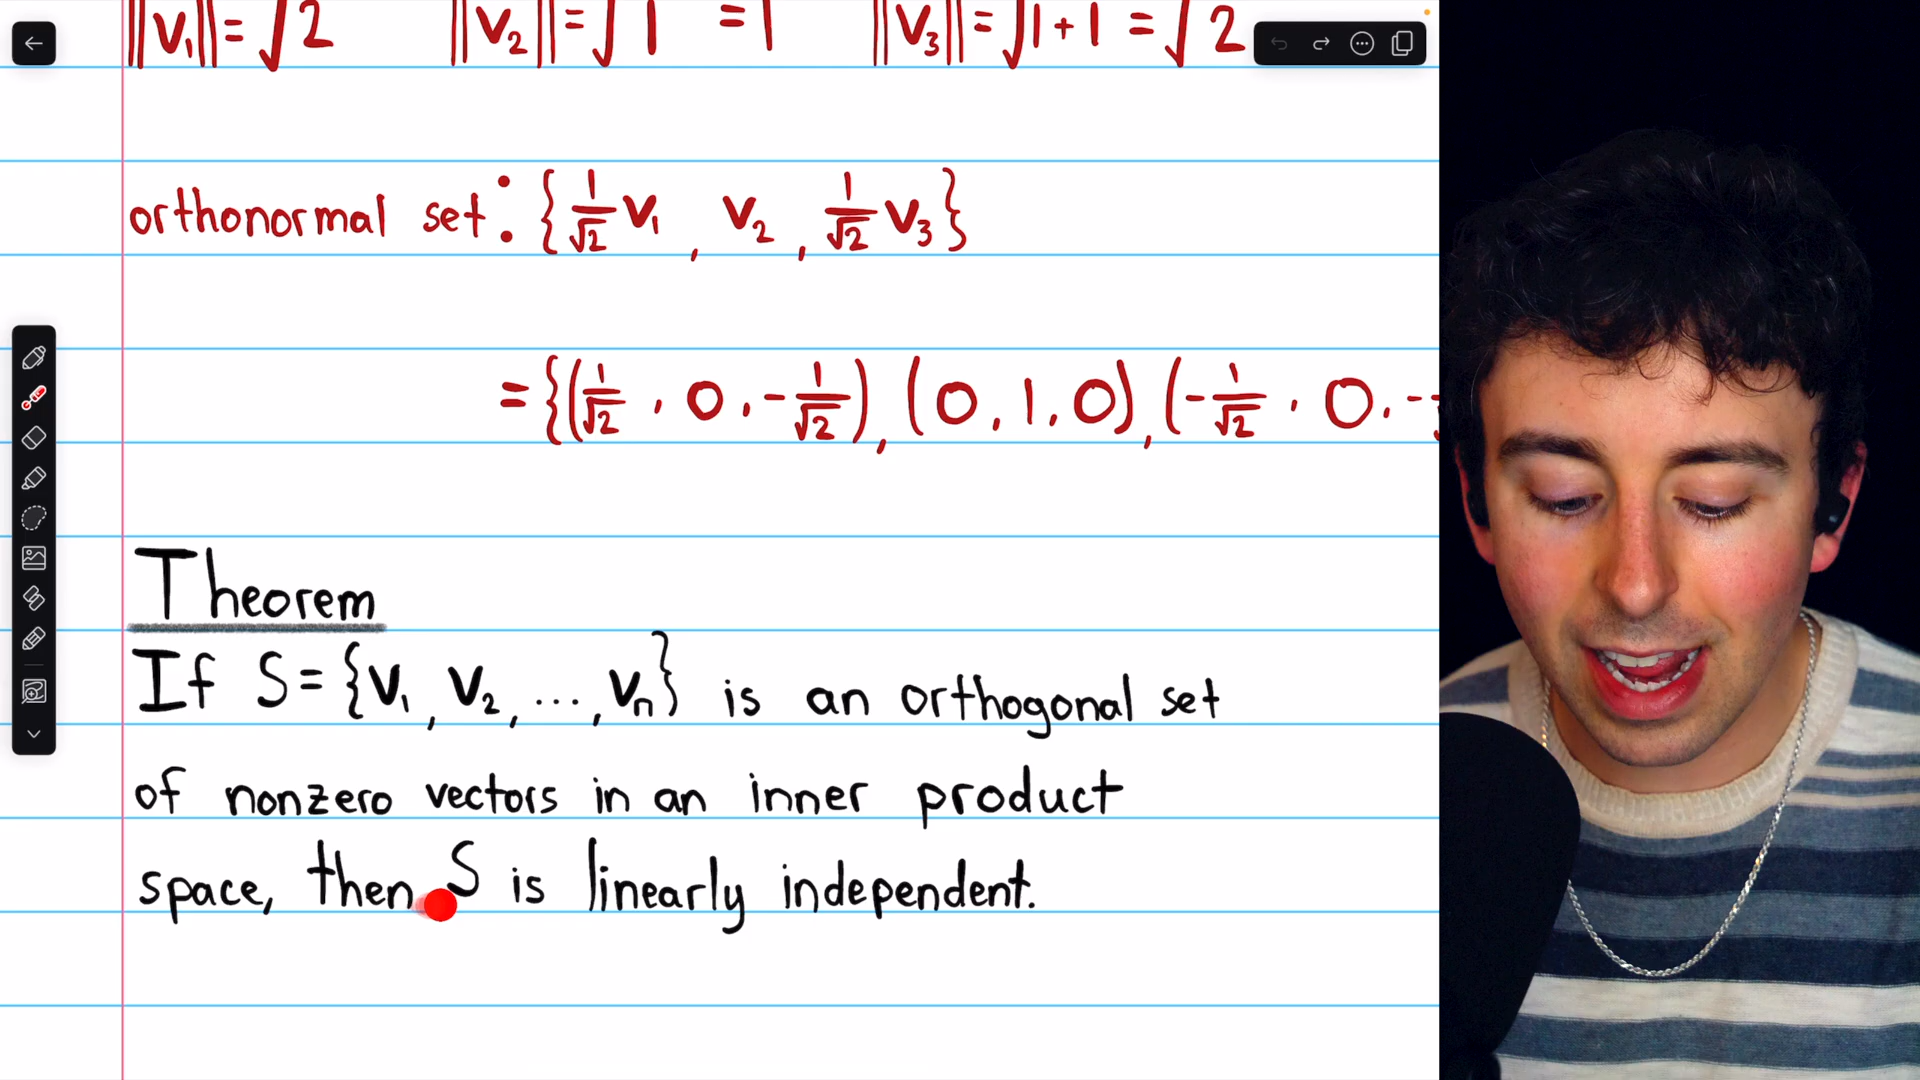 ||v₁|| = √2 ||v₂|| = √1 = 1 ||v₃|| = √1+1 = √2
orthonormal set: {1/√2 v₁, v₂, 1/√2 v₃}
= {(1/√2, 0, -1/√2), (0, 1, 0), (-1/√2, 0, -
Theorem
If S = {v₁, v₂, ..., vₙ} is an orthogonal set
of nonzero vectors in an inner product
space, then S is linearly independent.